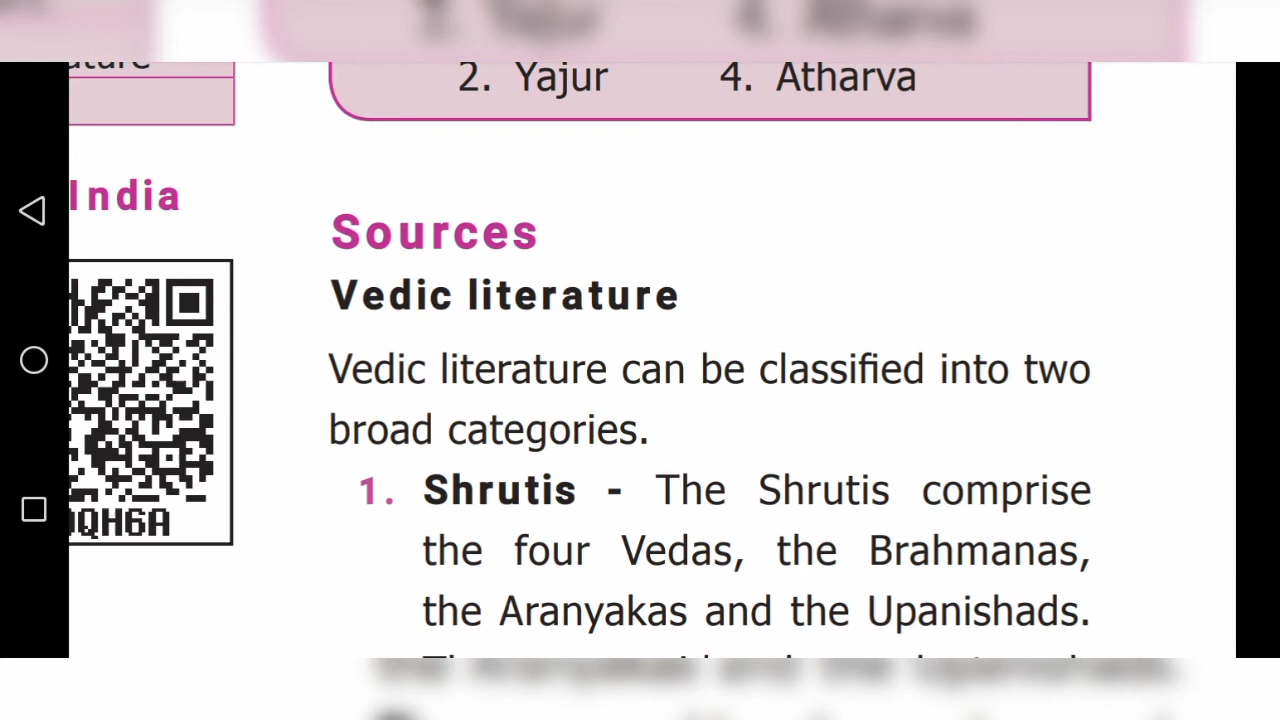 2. Yajur 4. Atharva
India
Sources
Vedic literature
Vedic literature can be classified into two
broad categories.
1. Shrutis - The Shrutis comprise
the four Vedas, the Brahmanas,
the Aranyakas and the Upanishads.
QH6A